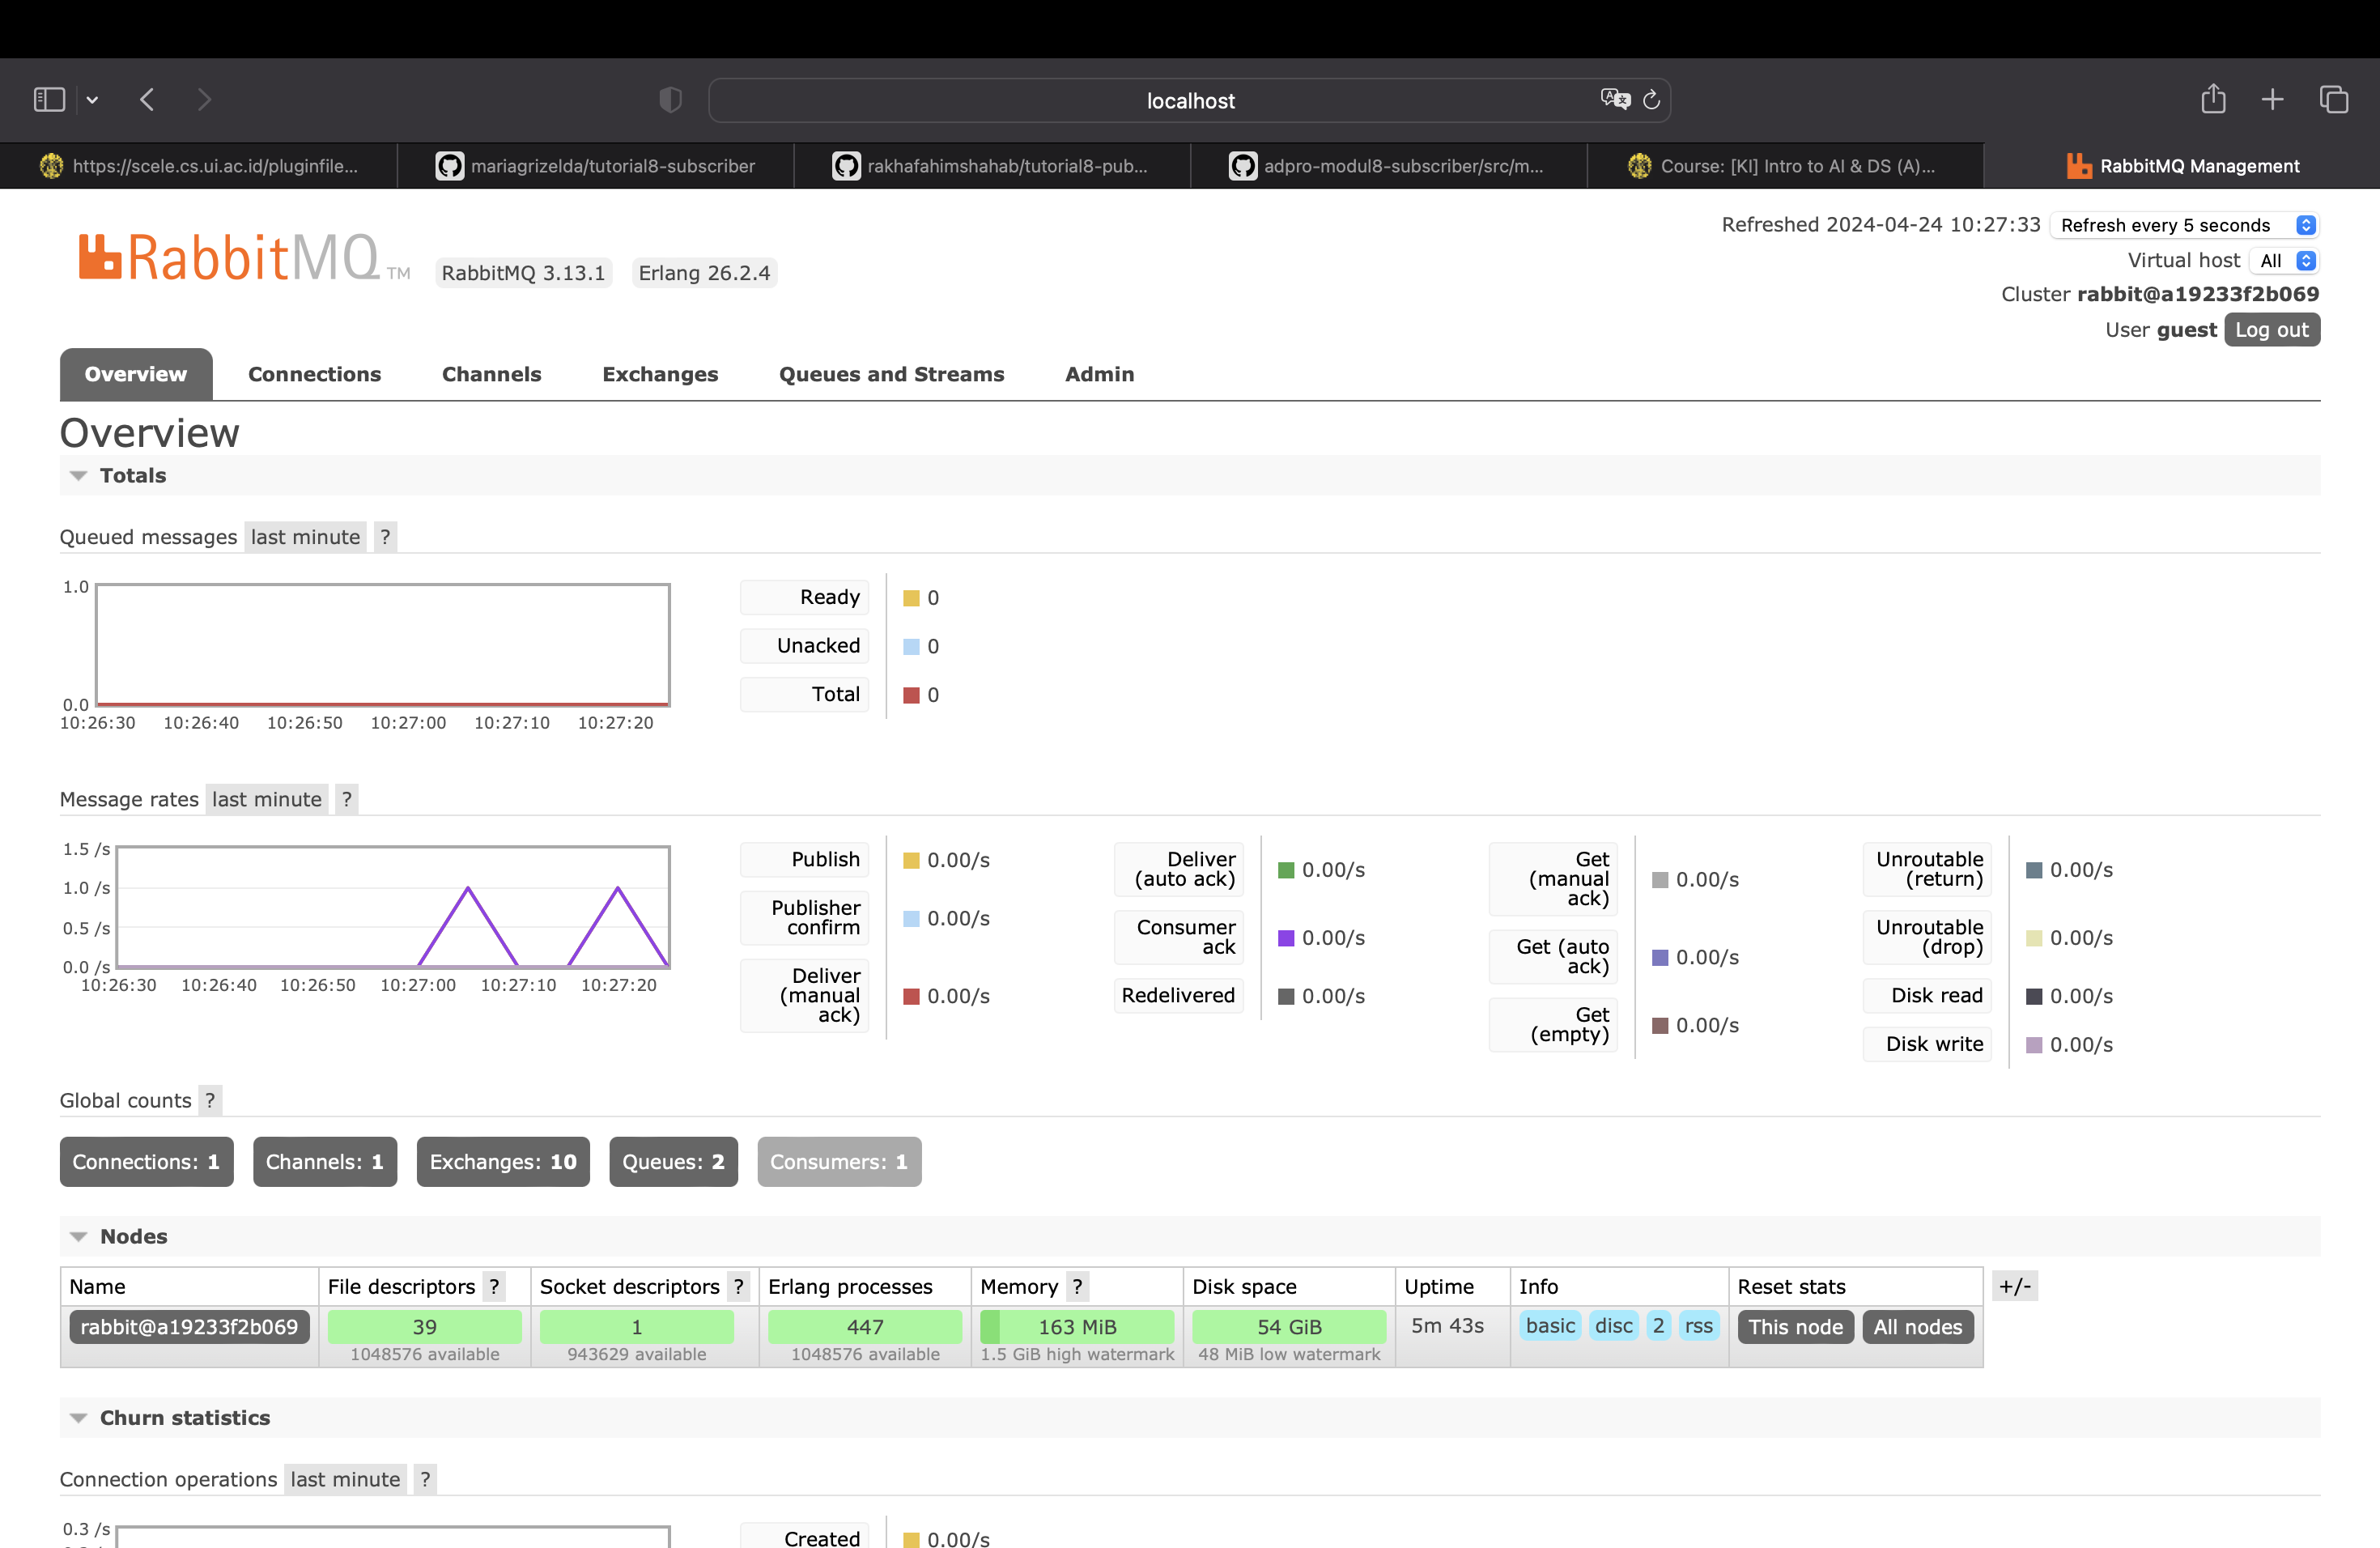 localhost
https://scele.cs.ui.ac.id/pluginfile...
mariagrizelda/tutorial8-subscriber
rakhafahimshahab/tutorial8-pub...
adpro-modul8-subscriber/src/m...
Course: [KI] Intro to AI & DS (A)...
RabbitMQ Management
RabbitMQ TM
RabbitMQ 3.13.1
Erlang 26.2.4
Refreshed 2024-04-24 10:27:33
Refresh every 5 seconds
Virtual host All
Cluster rabbit@a19233f2b069
User guest Log out
Overview
Connections
Channels
Exchanges
Queues and Streams
Admin
Overview
Totals
Queued messages last minute ?
1.0
0.0
10:26:30 10:26:40 10:26:50 10:27:00 10:27:10 10:27:20
Ready 0
Unacked 0
Total 0
Message rates last minute ?
1.5 /s
1.0 /s
0.5 /s
0.0 /s
10:26:30 10:26:40 10:26:50 10:27:00 10:27:10 10:27:20
Publish 0.00/s
Publisher
confirm 0.00/s
Deliver
(manual 0.00/s
ack)
Deliver
(auto ack) 0.00/s
Consumer
ack 0.00/s
Redelivered 0.00/s
Get
(manual 0.00/s
ack)
Get (auto
ack) 0.00/s
Get
(empty) 0.00/s
Unroutable
(return) 0.00/s
Unroutable
(drop) 0.00/s
Disk read 0.00/s
Disk write 0.00/s
Global counts ?
Connections: 1
Channels: 1
Exchanges: 10
Queues: 2
Consumers: 1
Nodes
Name File descriptors ? Socket descriptors ? Erlang processes Memory ? Disk space Uptime Info Reset stats +/-
rabbit@a19233f2b069 39 1 447 163 MiB 54 GiB 5m 43s basic disc 2 rss This node All nodes
1048576 available 943629 available 1048576 available 1.5 GiB high watermark 48 MiB low watermark
Churn statistics
Connection operations last minute ?
0.3 /s
Created 0.00/s